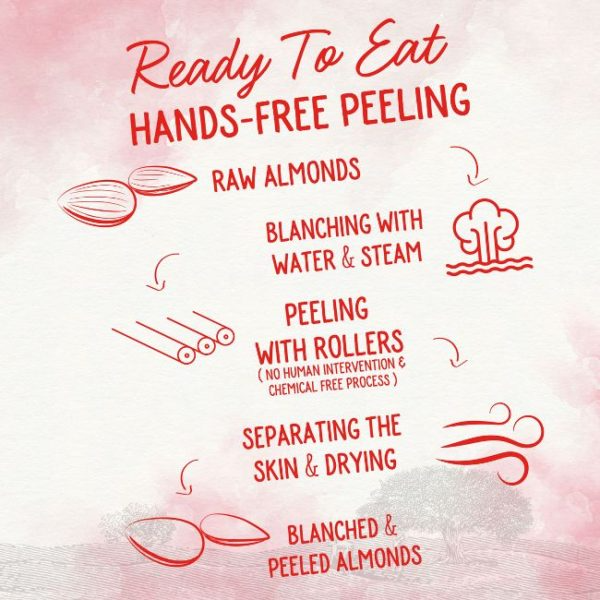 Ready To Eat
HANDS-FREE PEELING
RAW ALMONDS
BLANCHING WITH
WATER & STEAM
PEELING
WITH ROLLERS
( NO HUMAN INTERVENTION &
CHEMICAL FREE PROCESS )
SEPARATING THE
SKIN & DRYING
BLANCHED &
PEELED ALMONDS